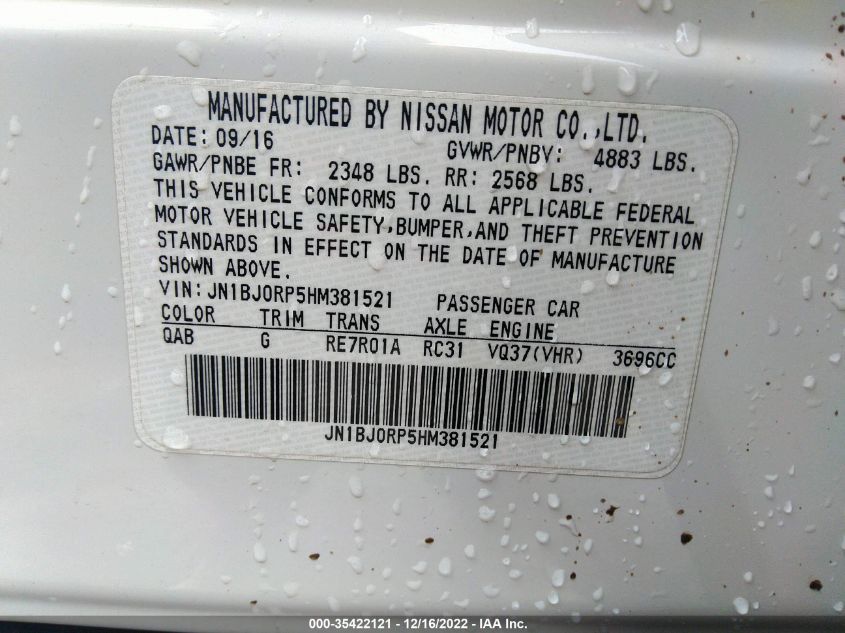 MANUFACTURED BY NISSAN MOTOR CO.,LTD.
DATE: 09/16 GVWR/PNBV: 4883 LBS.
GAWR/PNBE FR: 2348 LBS. RR: 2568 LBS.
THIS VEHICLE CONFORMS TO ALL APPLICABLE FEDERAL
MOTOR VEHICLE SAFETY,BUMPER,AND THEFT PREVENTION
STANDARDS IN EFFECT ON THE DATE OF MANUFACTURE
SHOWN ABOVE.
VIN: JN1BJ0RP5HM381521 PASSENGER CAR
COLOR TRIM TRANS AXLE ENGINE
QAB G RE7R01A RC31 VQ37(VHR) 3696CC
JN1BJ0RP5HM381521
000-35422121 - 12/16/2022 - IAA Inc.